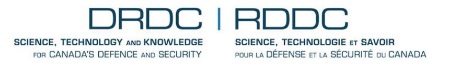 DRDC | RDDC
SCIENCE, TECHNOLOGY AND KNOWLEDGE
FOR CANADA'S DEFENCE AND SECURITY
SCIENCE, TECHNOLOGIE ET SAVOIR
POUR LA DÉFENSE ET LA SÉCURITÉ DU CANADA